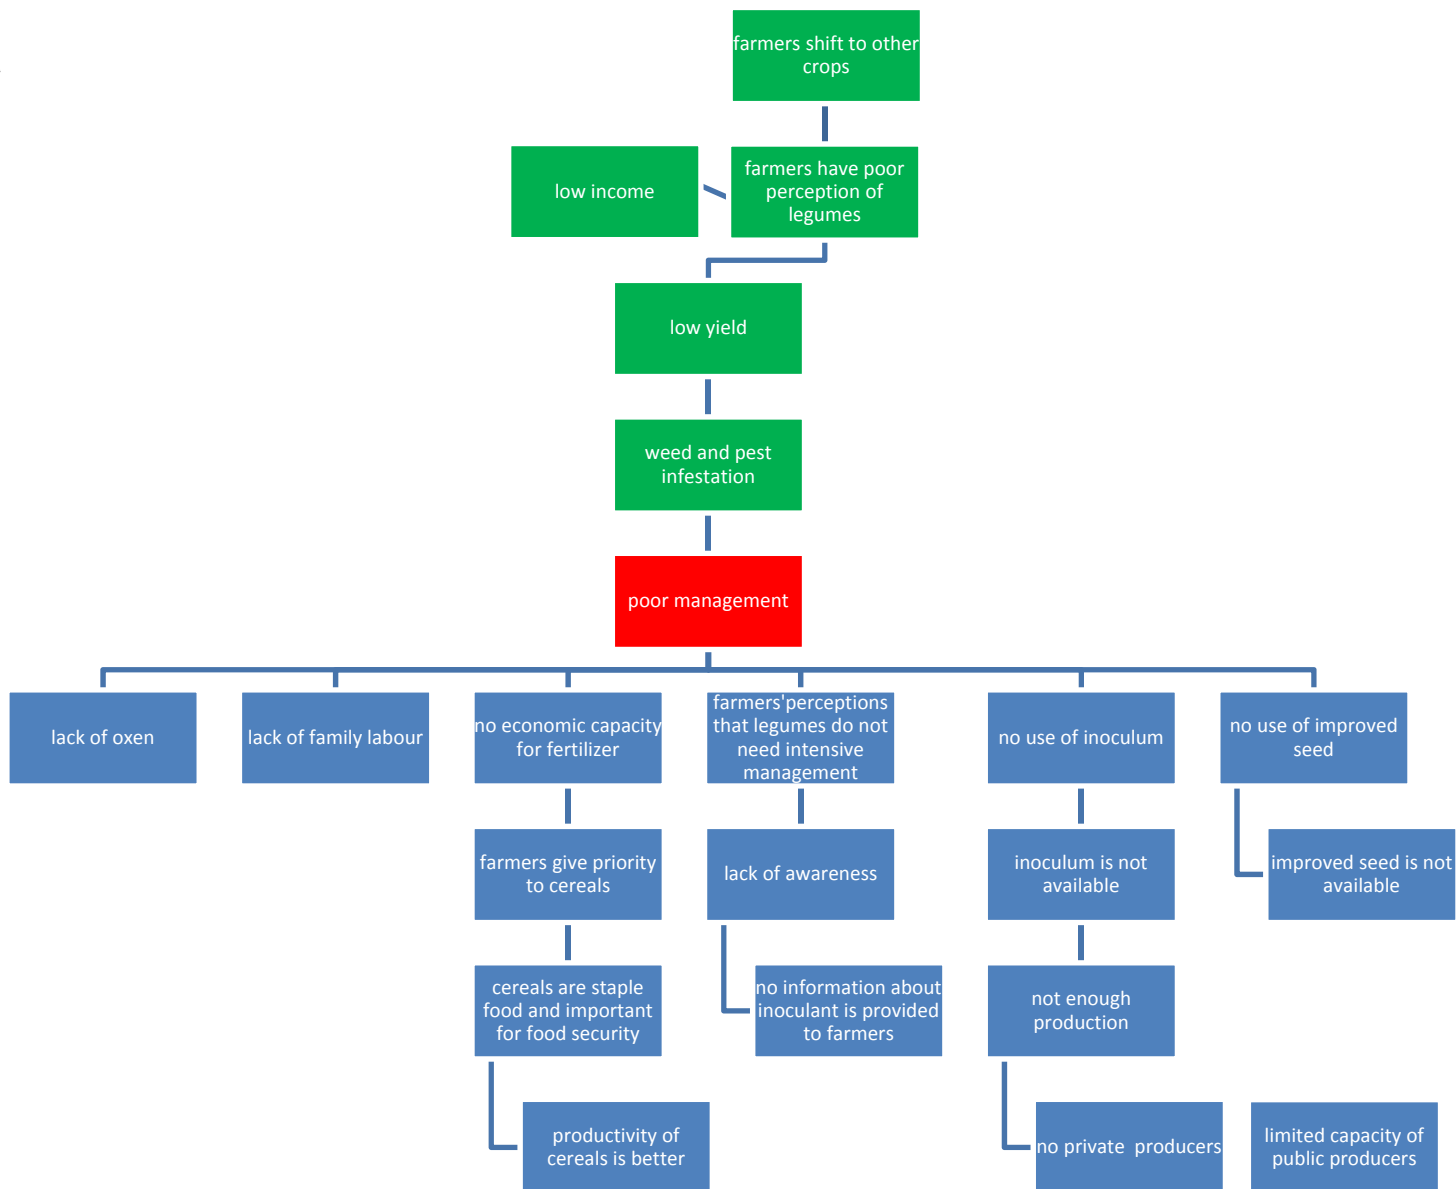 farmers shift to other
crops
low income
farmers have poor
perception of
legumes
low yield
weed and pest
infestation
poor management
lack of oxen
lack of family labour
no economic capacity
for fertilizer
farmers'perceptions
that legumes do not
need intensive
management
no use of inoculum
no use of improved
seed
farmers give priority
to cereals
lack of awareness
inoculum is not
available
improved seed is not
available
cereals are staple
food and important
for food security
no information about
inoculant is provided
to farmers
not enough
production
productivity of
cereals is better
no private  producers
limited capacity of
public producers